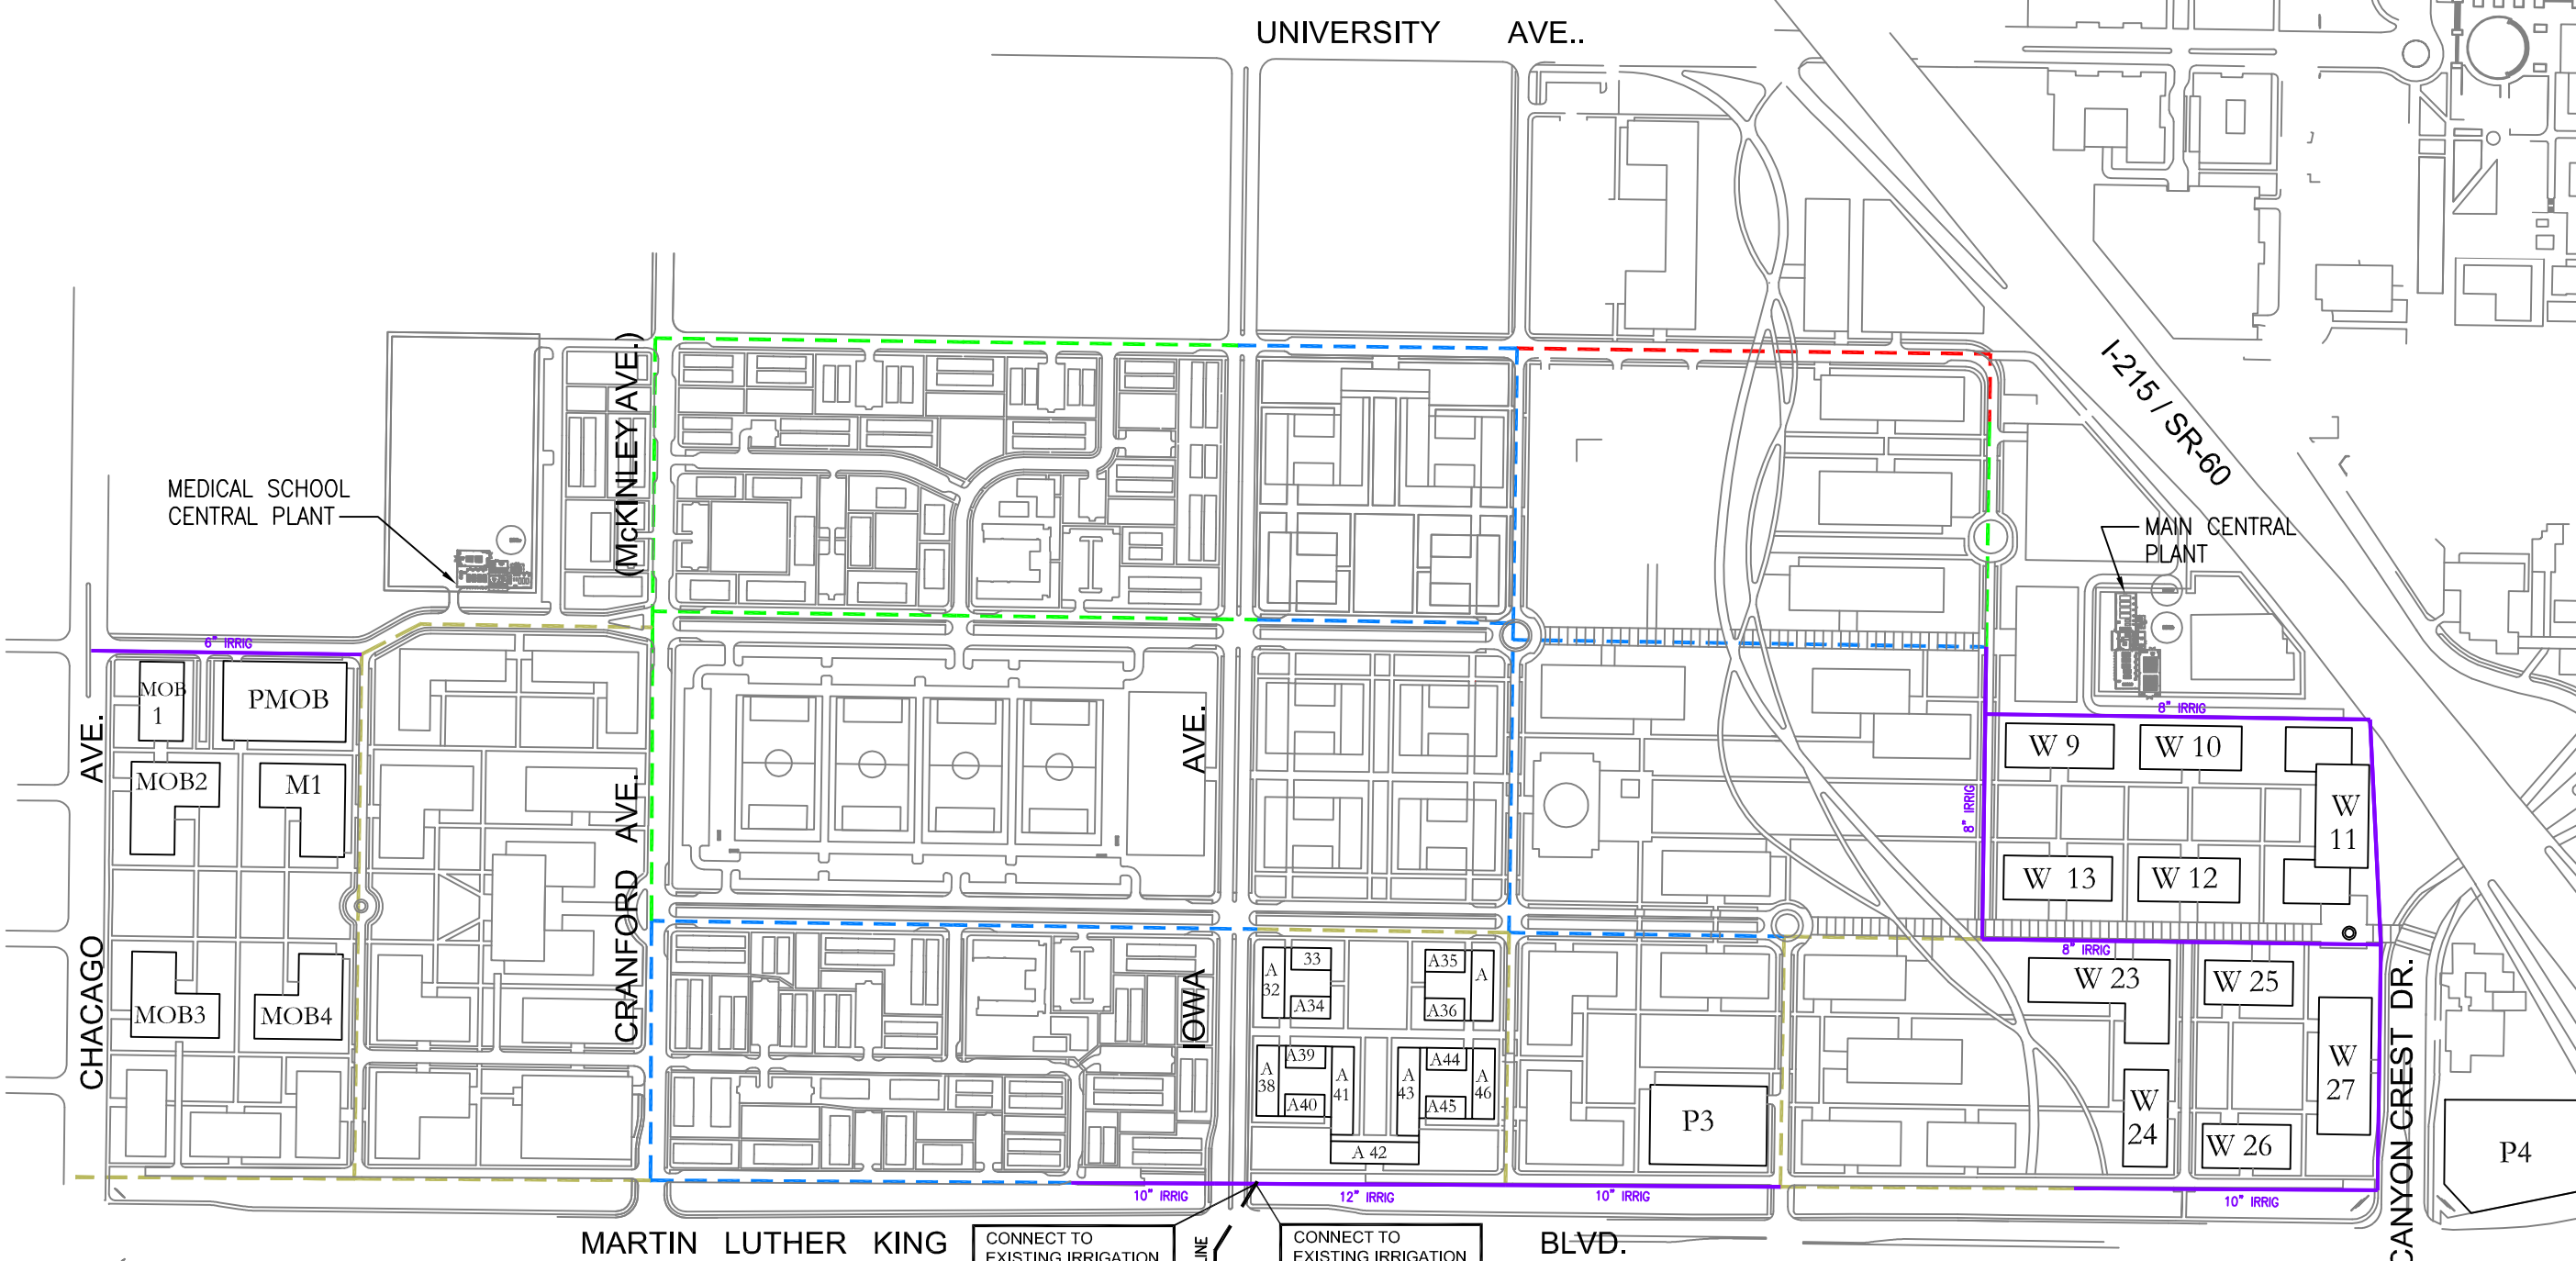 UNIVERSITY AVE..
I-215 / SR-60
(McKINLEY AVE.)
MEDICAL SCHOOL
CENTRAL PLANT
MAIN CENTRAL
PLANT
6" IRRIG
MOB
1
PMOB
MOB2
M1
MOB3
MOB4
CHACAGO AVE.
CRANFORD AVE.
IOWA AVE.
8" IRRIG
8" IRRIG
W 9
W 10
W
11
W 13
W 12
8" IRRIG
W 23
W 25
W
27
W
24
W 26
CANYONCREST DR.
P4
A
32
33
A34
A35
A
A36
A
38
A39
A40
A
41
A
43
A44
A45
A
46
A 42
P3
10" IRRIG
12" IRRIG
10" IRRIG
10" IRRIG
MARTIN LUTHER KING BLVD.
CONNECT TO
EXISTING IRRIGATION
LINE
CONNECT TO
EXISTING IRRIGATION